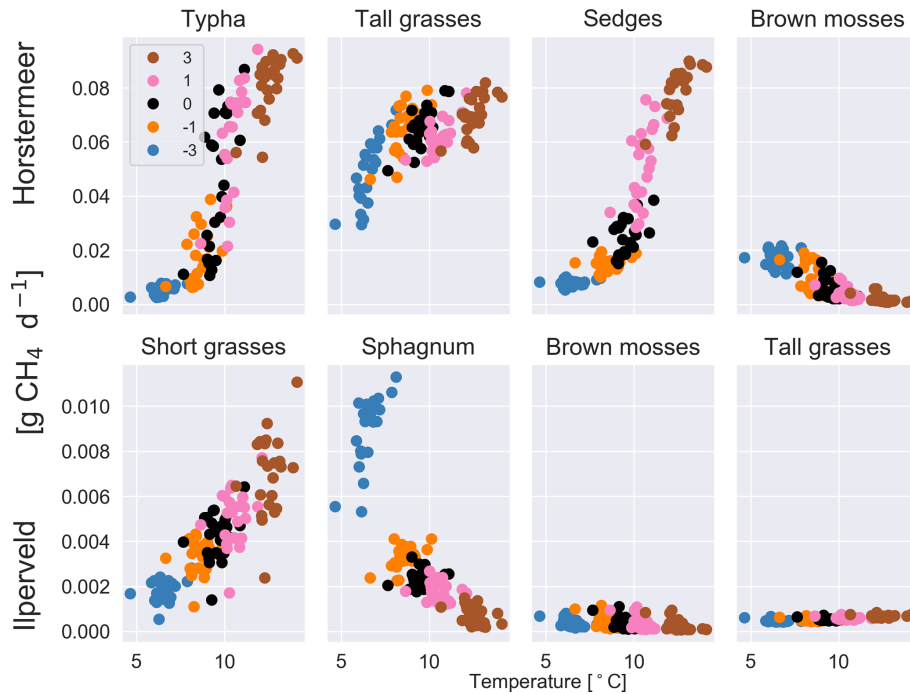 Typha Tall grasses Sedges Brown mosses
3
1
0
-1
-3
0.08
0.06
0.04
0.02
0.00
Horstermeer
[g CH₄ d⁻¹]
Short grasses Sphagnum Brown mosses Tall grasses
0.010
0.008
0.006
0.004
0.002
0.000
Ilperveld
5 10 5 10 5 10 5 10
Temperature [°C]